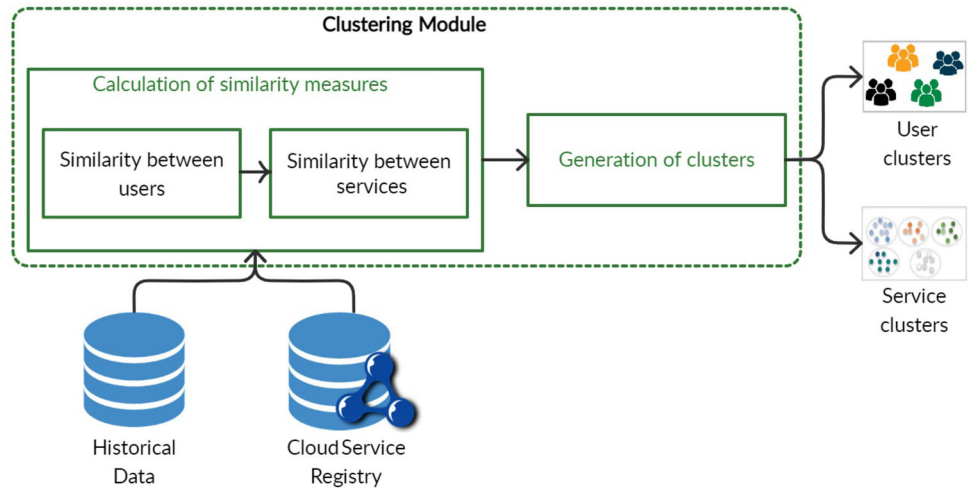 Clustering Module
Calculation of similarity measures
Similarity between
users
Similarity between
services
Generation of clusters
User
clusters
Service
clusters
Historical
Data
Cloud Service
Registry